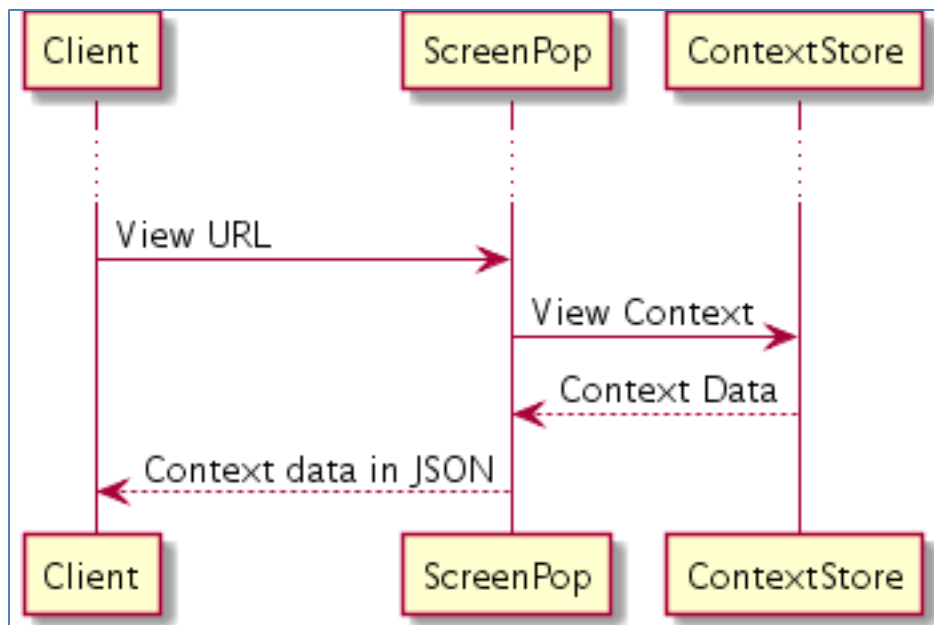 Client
ScreenPop
ContextStore
View URL
View Context
Context Data
Context data in JSON
Client
ScreenPop
ContextStore